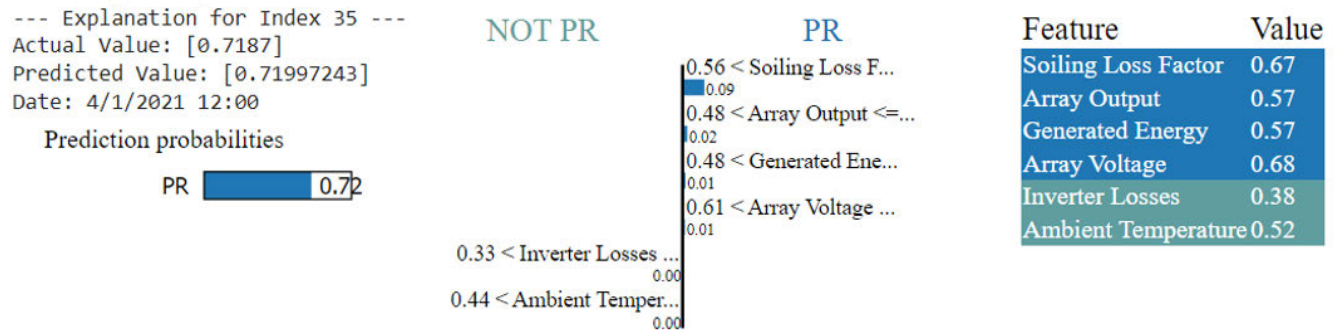 --- Explanation for Index 35 ---
Actual Value: [0.7187]
Predicted Value: [0.71997243]
Date: 4/1/2021 12:00
Prediction probabilities
PR 0.72
NOT PR PR
0.56 < Soiling Loss F...
0.09
0.48 < Array Output <=...
0.02
0.48 < Generated Ene...
0.01
0.61 < Array Voltage ...
0.01
0.33 < Inverter Losses ...
0.00
0.44 < Ambient Temper...
0.00
Feature Value
Soiling Loss Factor 0.67
Array Output 0.57
Generated Energy 0.57
Array Voltage 0.68
Inverter Losses 0.38
Ambient Temperature 0.52